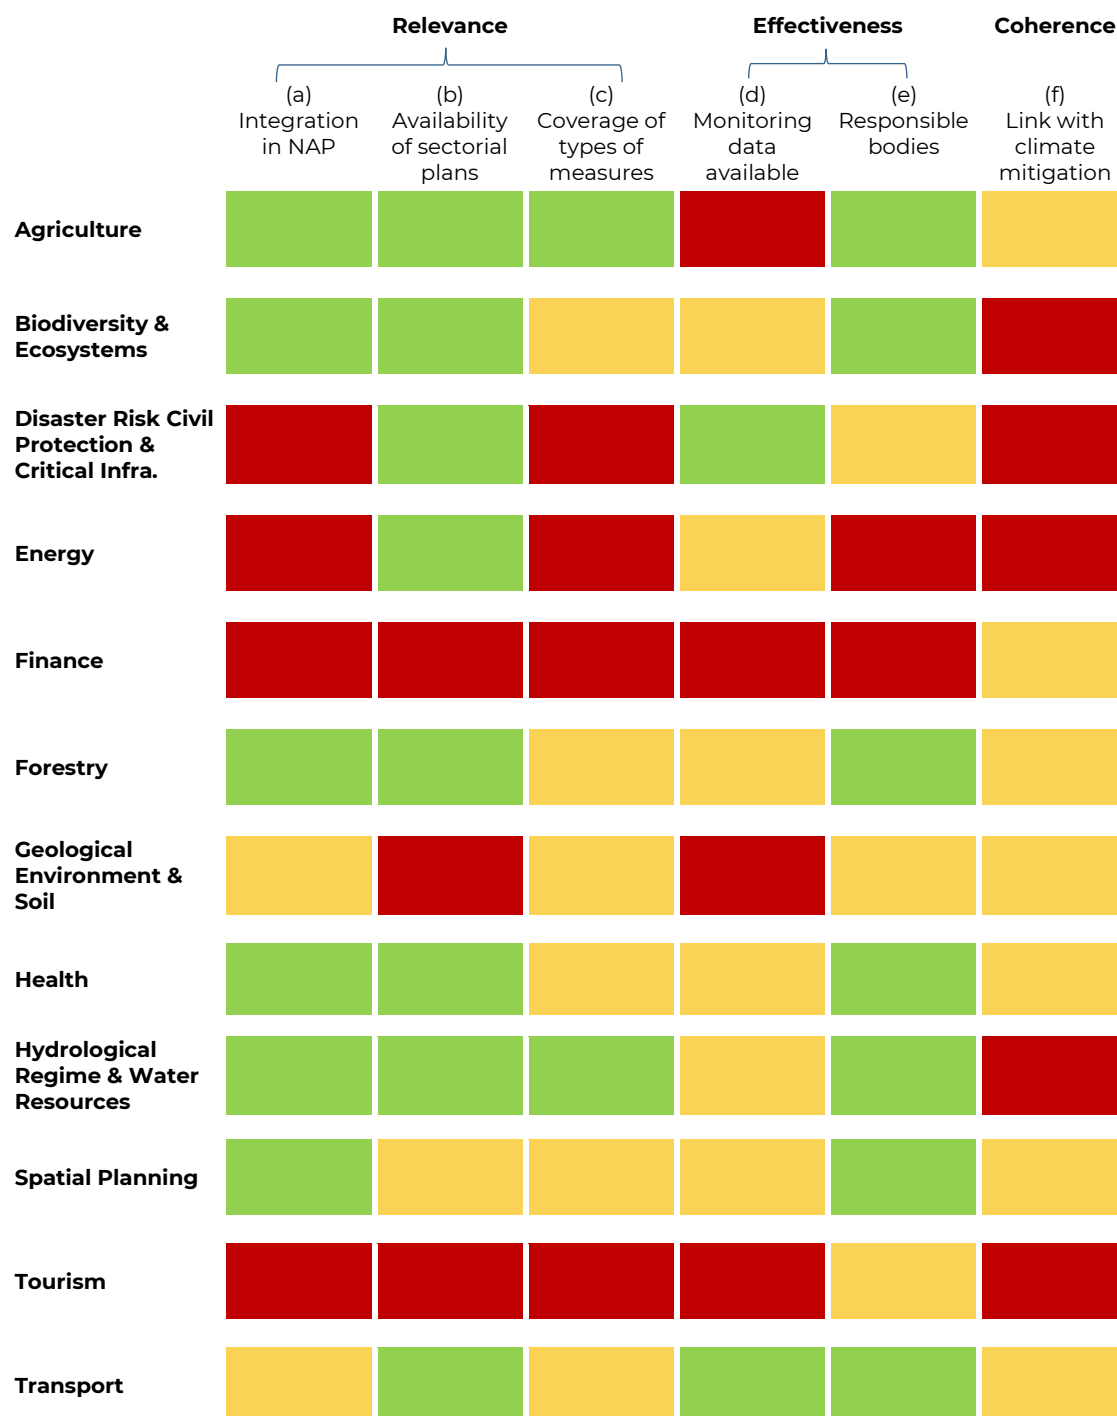 Relevance
Effectiveness
Coherence
(a)
Integration
in NAP
(b)
Availability
of sectorial
plans
(c)
Coverage of
types of
measures
(d)
Monitoring
data
available
(e)
Responsible
bodies
(f)
Link with
climate
mitigation
Agriculture
Biodiversity &
Ecosystems
Disaster Risk Civil
Protection &
Critical Infra.
Energy
Finance
Forestry
Geological
Environment &
Soil
Health
Hydrological
Regime & Water
Resources
Spatial Planning
Tourism
Transport